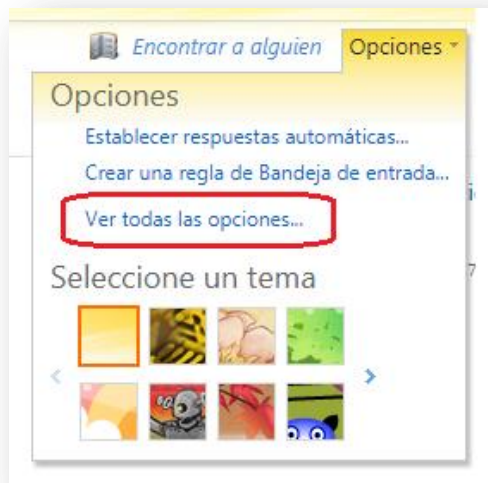 Encontrar a alguien Opciones
Opciones
Establecer respuestas automáticas...
Crear una regla de Bandeja de entrada...
Ver todas las opciones...
Seleccione un tema